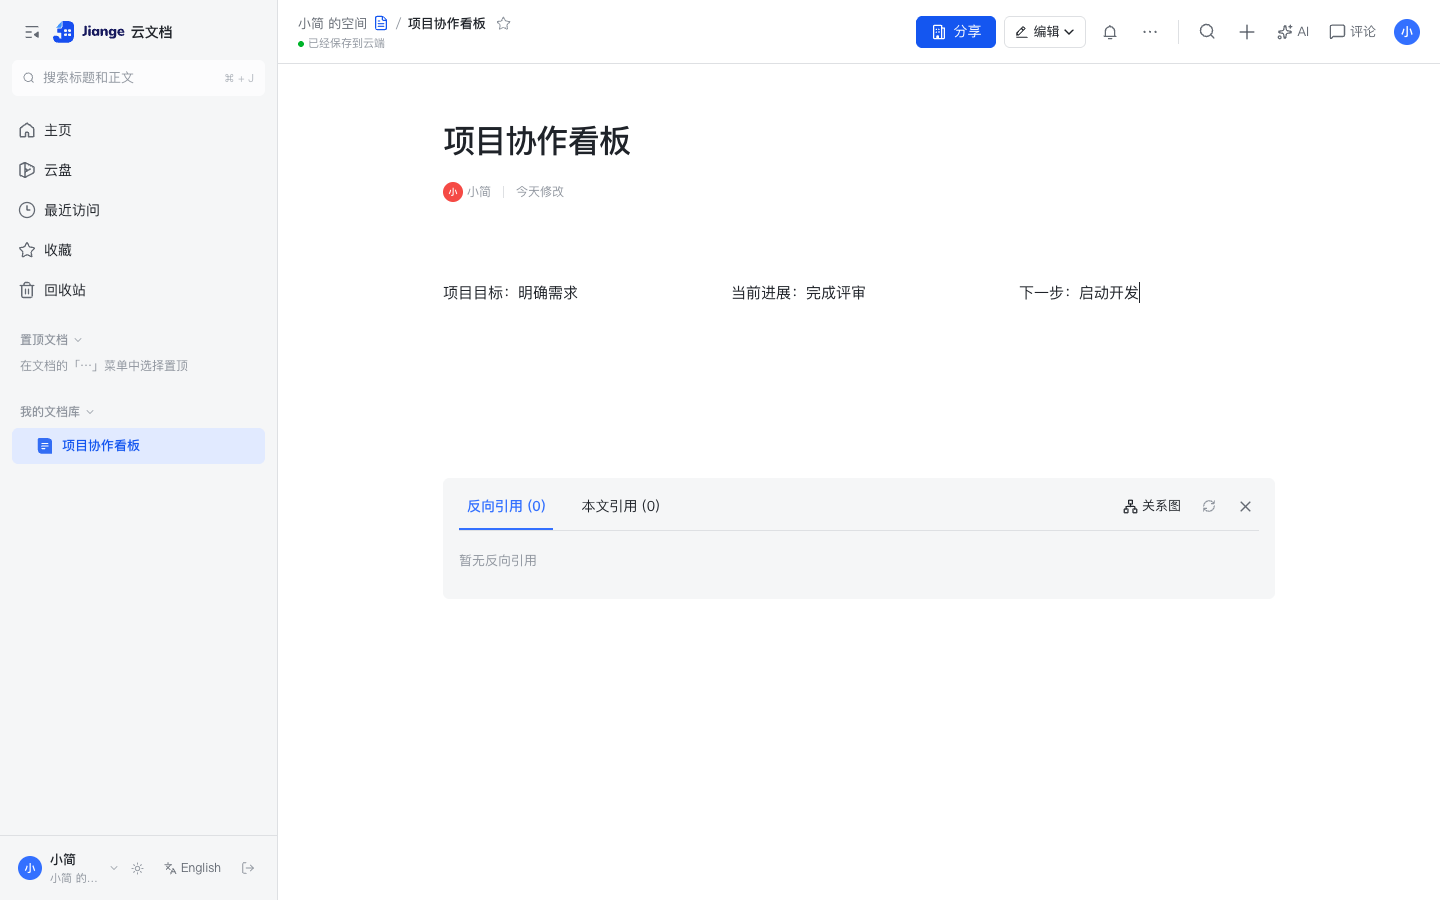 Jiange 云文档
搜索标题和正文 ⌘ + J
主页
云盘
最近访问
收藏
回收站
置顶文档
在文档的「···」菜单中选择置顶
我的文档库
项目协作看板
小 小简
小简 的...
English
小简 的空间 / 项目协作看板
已经保存到云端
分享
编辑
AI
评论
小
项目协作看板
小 小简 今天修改
项目目标：明确需求 当前进展：完成评审 下一步：启动开发
反向引用 (0) 本文引用 (0) 关系图
暂无反向引用